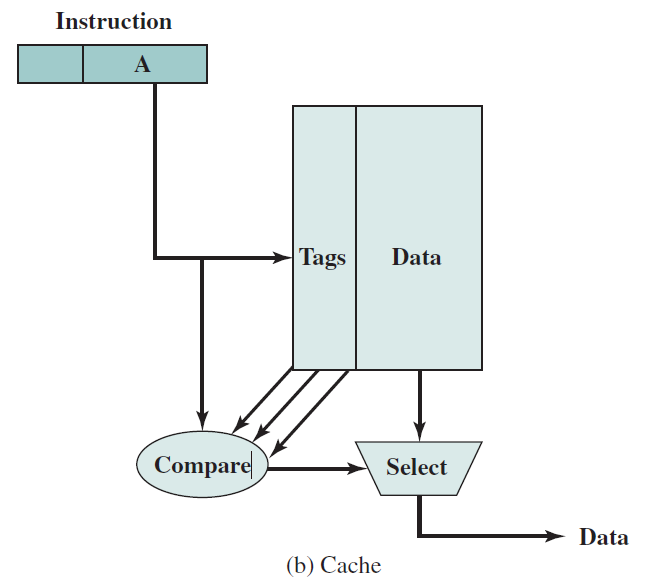 Instruction
A
Tags
Data
Compare
Select
Data
(b) Cache